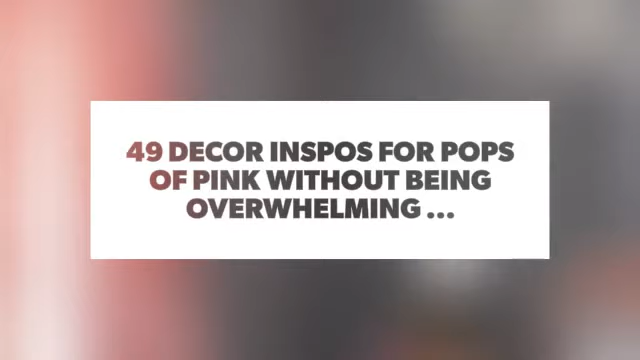 49 DECOR INSPOS FOR POPS
OF PINK WITHOUT BEING
OVERWHELMING ...